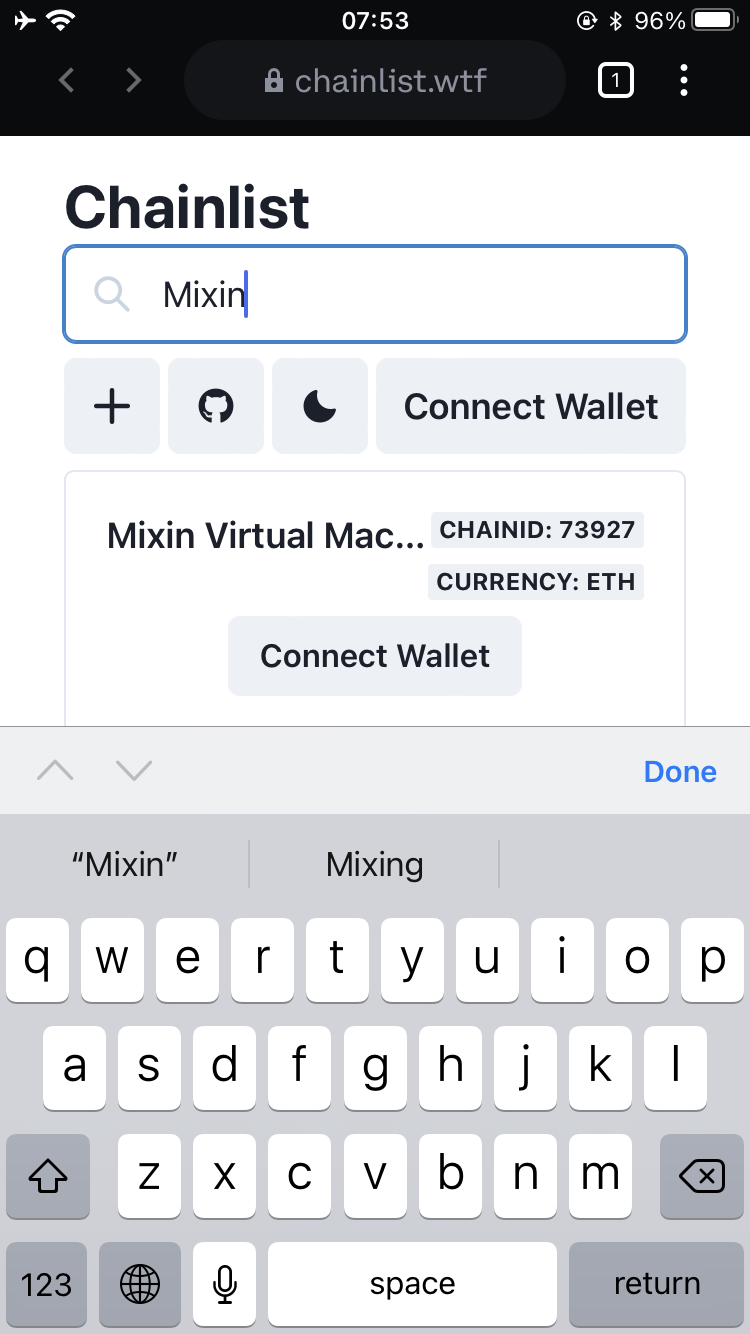 07:53
96%
chainlist.wtf
1
Chainlist
Mixin
Connect Wallet
Mixin Virtual Mac... CHAINID: 73927
CURRENCY: ETH
Connect Wallet
Done
“Mixin” Mixing
q w e r t y u i o p
a s d f g h j k l
z x c v b n m
123 space return